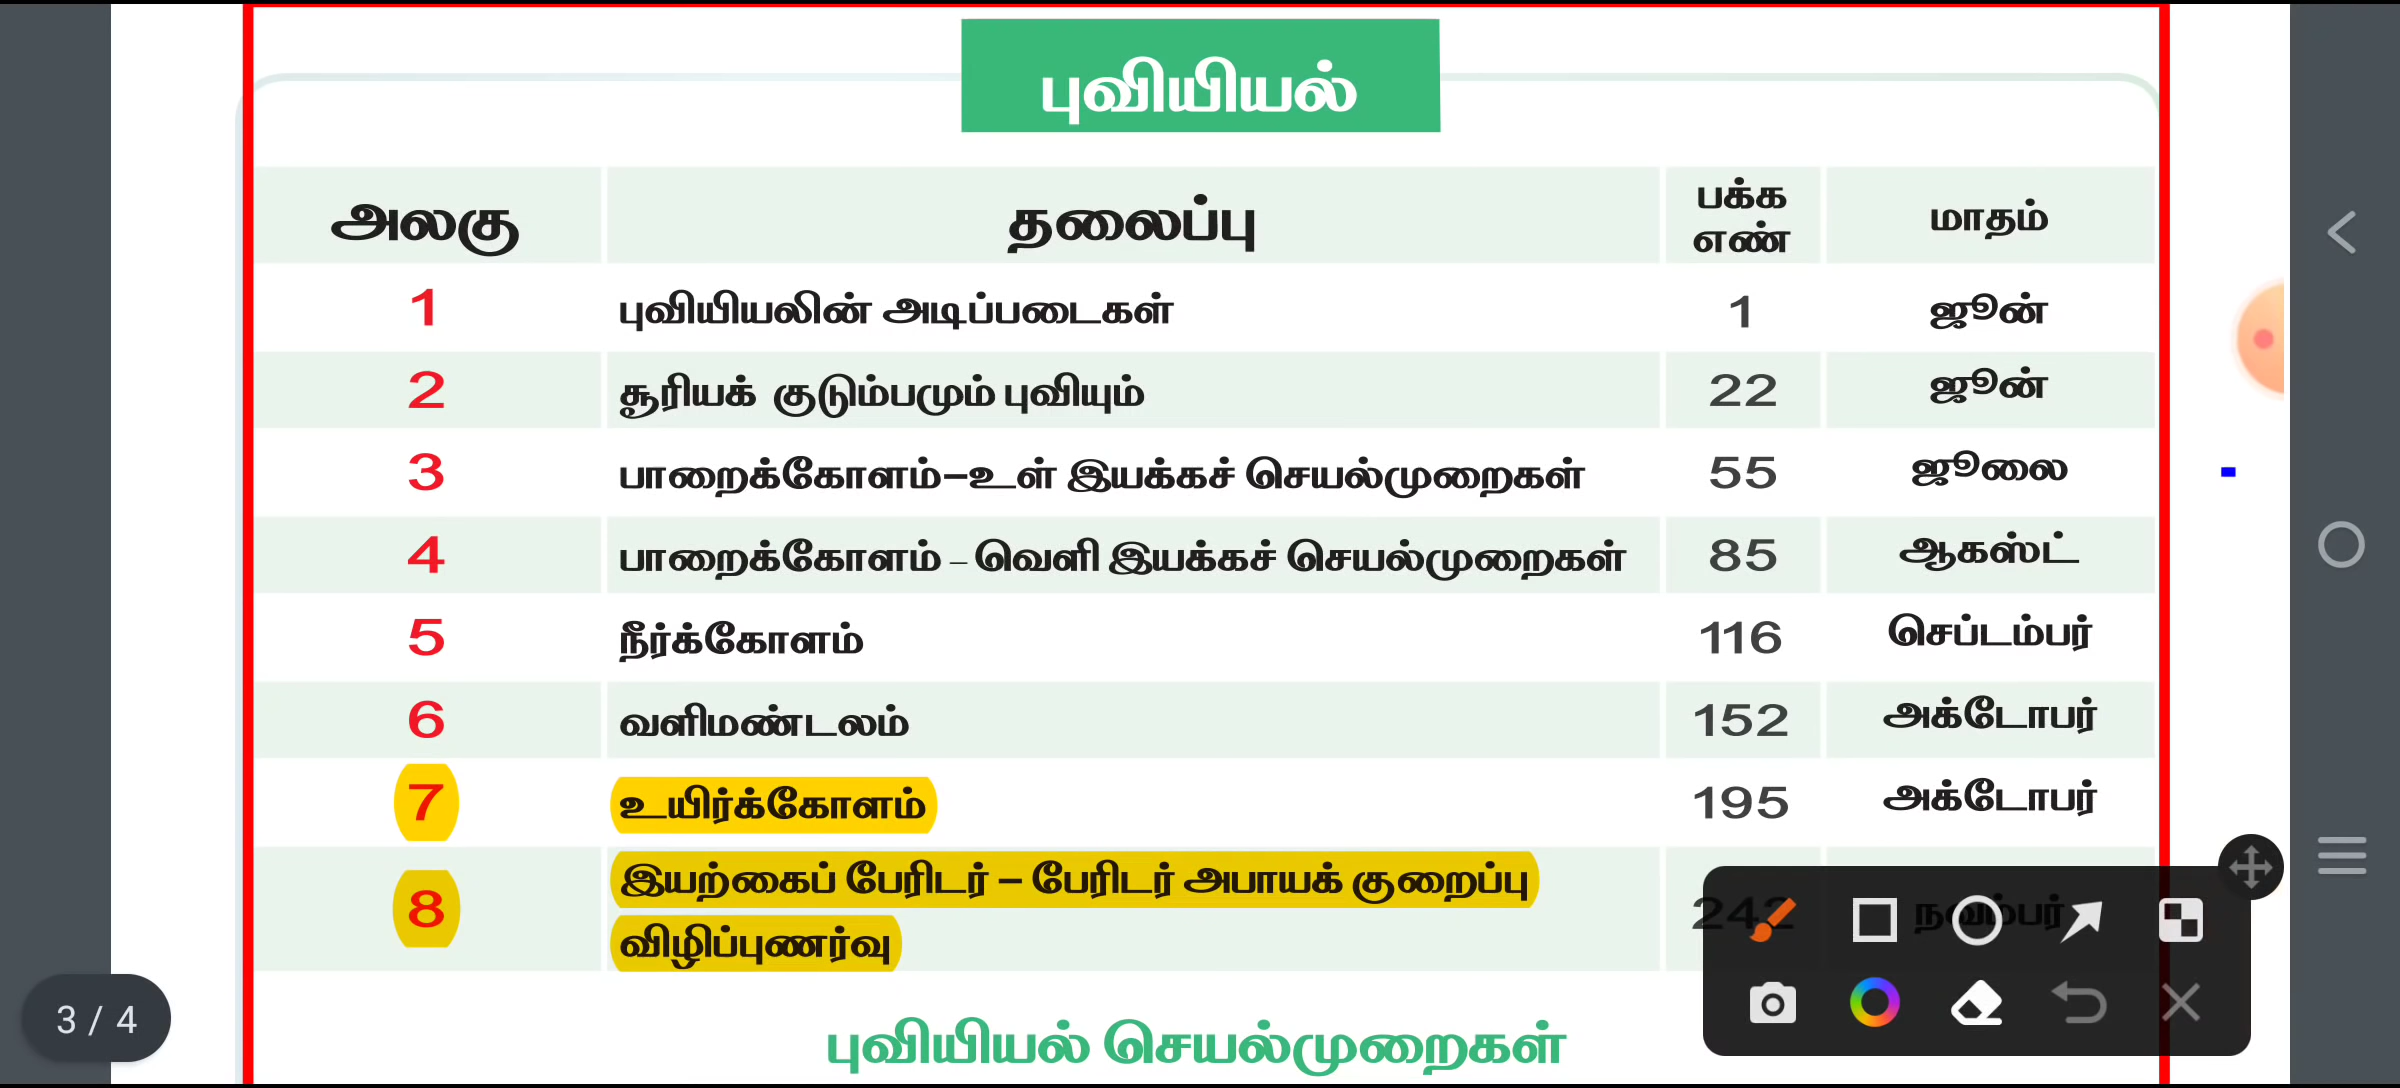 புவியியல்
அலகு தலைப்பு பக்க எண் மாதம்
1 புவியியலின் அடிப்படைகள் 1 ஜூன்
2 சூரியக் குடும்பமும் புவியும் 22 ஜூன்
3 பாறைக்கோளம்–உள் இயக்கச் செயல்முறைகள் 55 ஜூலை
4 பாறைக்கோளம் – வெளி இயக்கச் செயல்முறைகள் 85 ஆகஸ்ட்
5 நீர்க்கோளம் 116 செப்டம்பர்
6 வளிமண்டலம் 152 அக்டோபர்
7 உயிர்க்கோளம் 195 அக்டோபர்
8 இயற்கைப் பேரிடர் – பேரிடர் அபாயக் குறைப்பு 242 நவம்பர்
விழிப்புணர்வு
புவியியல் செயல்முறைகள்
3 / 4